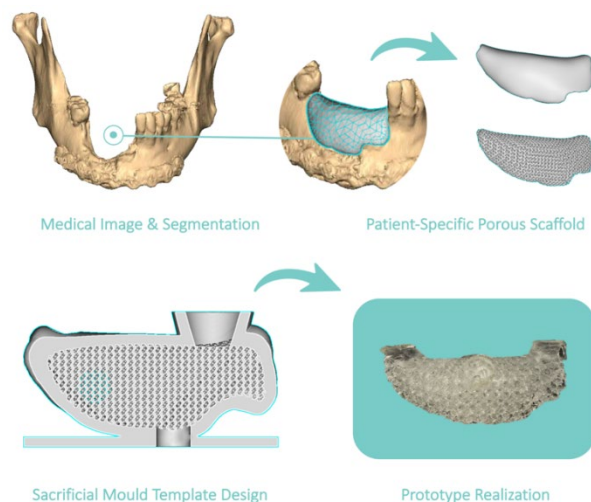 Medical Image & Segmentation
Patient-Specific Porous Scaffold
Sacrificial Mould Template Design
Prototype Realization